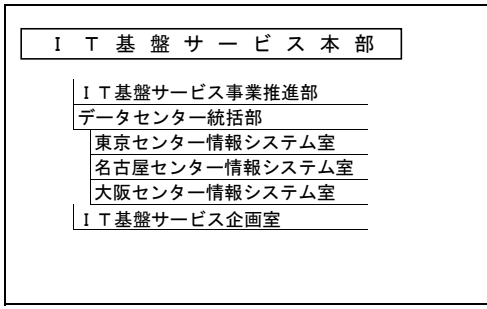 ＩＴ基盤サービス本部
ＩＴ基盤サービス事業推進部
データセンター統括部
東京センター情報システム室
名古屋センター情報システム室
大阪センター情報システム室
ＩＴ基盤サービス企画室